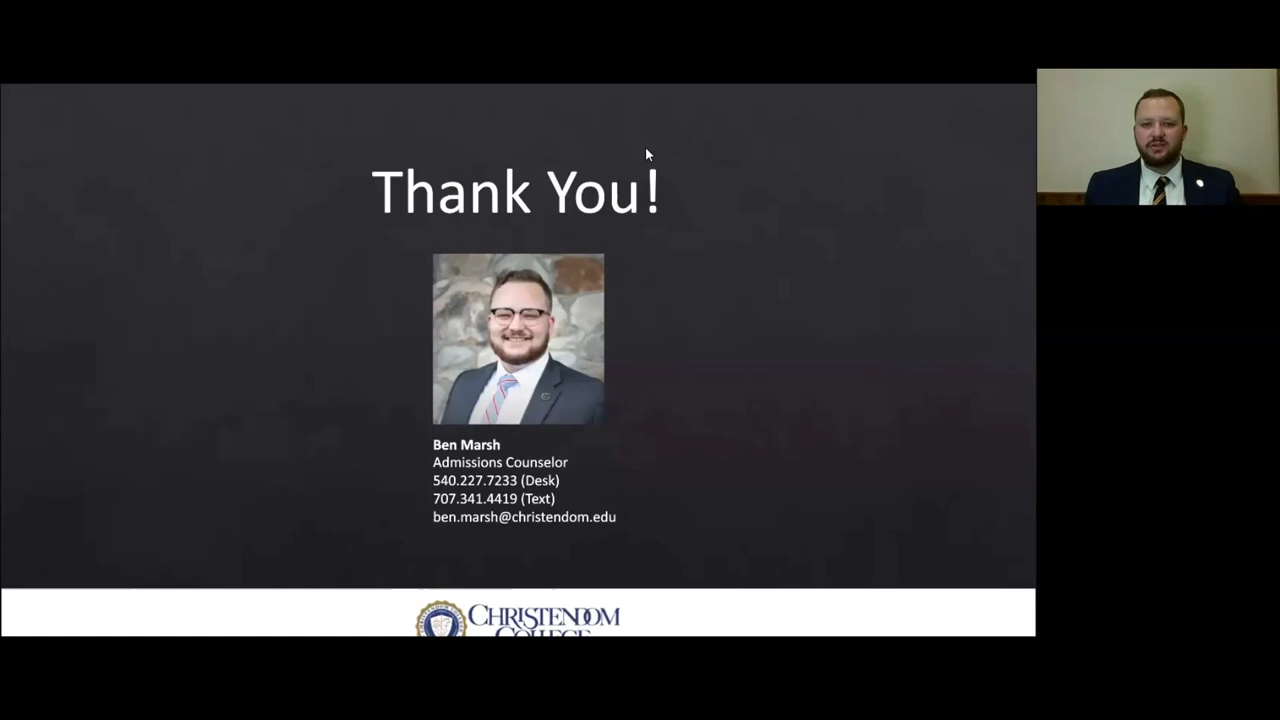 Thank You!
Ben Marsh
Admissions Counselor
540.227.7233 (Desk)
707.341.4419 (Text)
ben.marsh@christendom.edu
CHRISTENDOM
COLLEGE